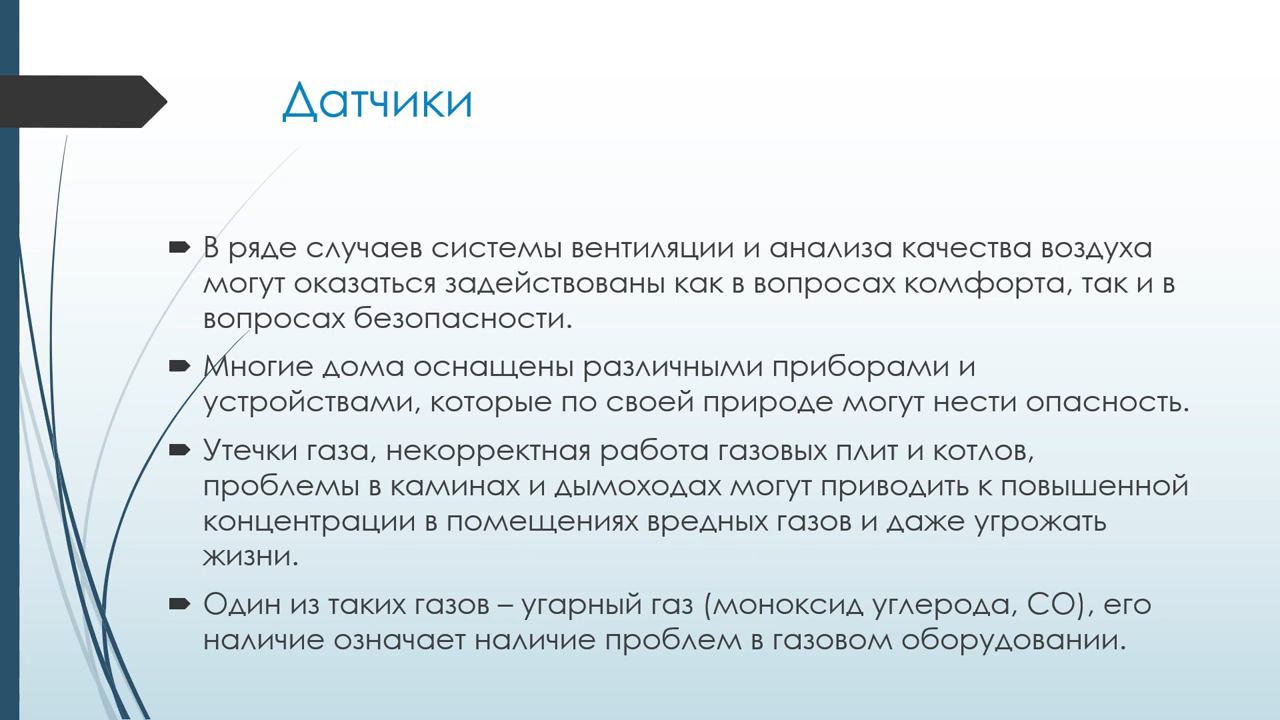 Датчики
В ряде случаев системы вентиляции и анализа качества воздуха
могут оказаться задействованы как в вопросах комфорта, так и в
вопросах безопасности.
Многие дома оснащены различными приборами и
устройствами, которые по своей природе могут нести опасность.
Утечки газа, некорректная работа газовых плит и котлов,
проблемы в каминах и дымоходах могут приводить к повышенной
концентрации в помещениях вредных газов и даже угрожать
жизни.
Один из таких газов – угарный газ (моноксид углерода, СО), его
наличие означает наличие проблем в газовом оборудовании.